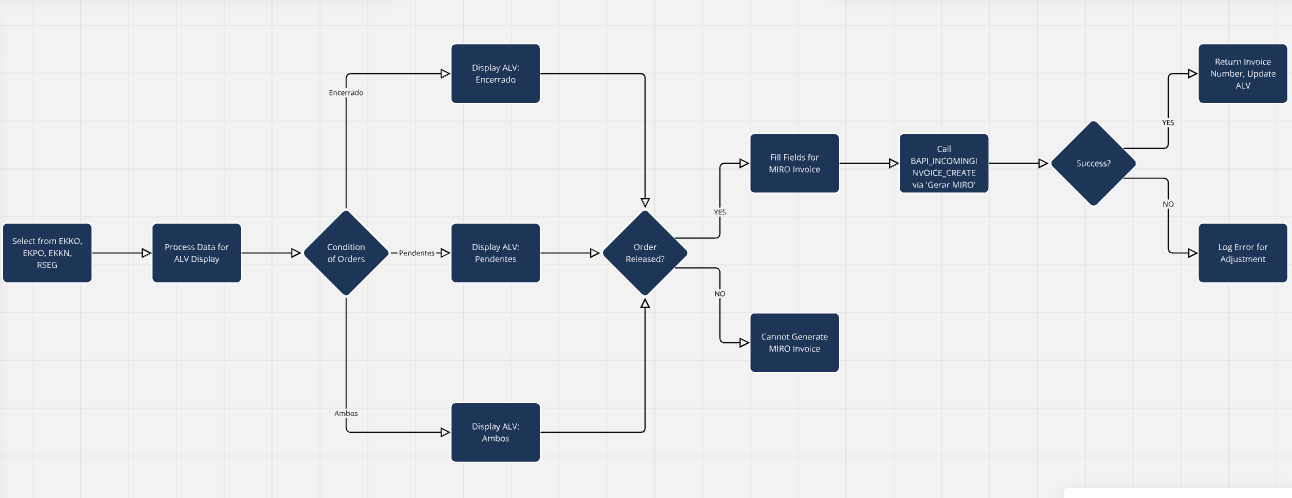 Select from EKKO,
EKPO, EKKN,
RSEG
Process Data for
ALV Display
Condition
of Orders
Encerrado
Display ALV:
Encerrado
Pendentes
Display ALV:
Pendentes
Ambos
Display ALV:
Ambos
Order
Released?
YES
Fill Fields for
MIRO Invoice
NO
Cannot Generate
MIRO Invoice
Call
BAPI_INCOMINGI
NVOICE_CREATE
via 'Gerar MIRO'
Success?
YES
Return Invoice
Number, Update
ALV
NO
Log Error for
Adjustment